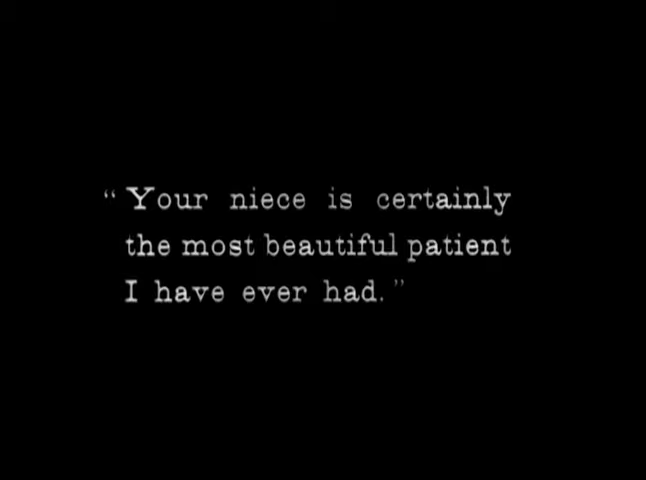 “Your niece is certainly
the most beautiful patient
I have ever had.”